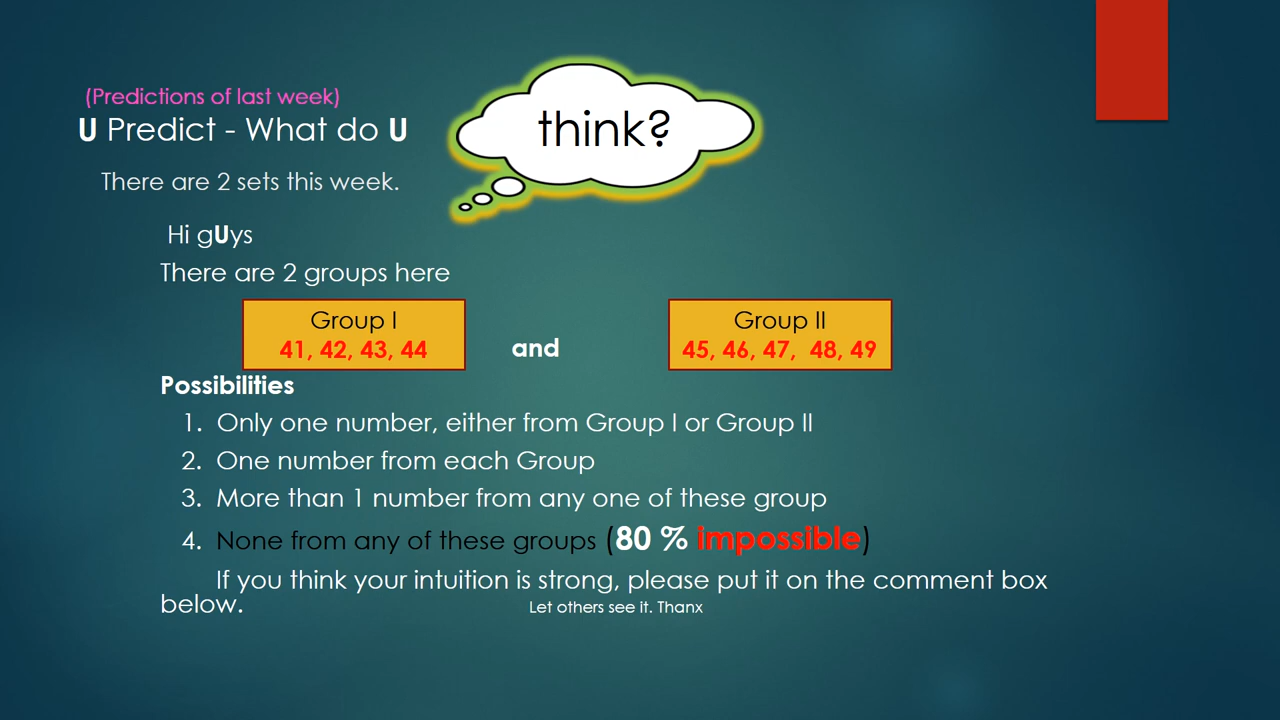 (Predictions of last week)
U Predict - What do U
think?
There are 2 sets this week.
Hi gUys
There are 2 groups here
Group I
41, 42, 43, 44
and
Group II
45, 46, 47,  48, 49
Possibilities
1. Only one number, either from Group I or Group II
2. One number from each Group
3. More than 1 number from any one of these group
4. None from any of these groups (80 % impossible)
If you think your intuition is strong, please put it on the comment box
below.
Let others see it. Thanx